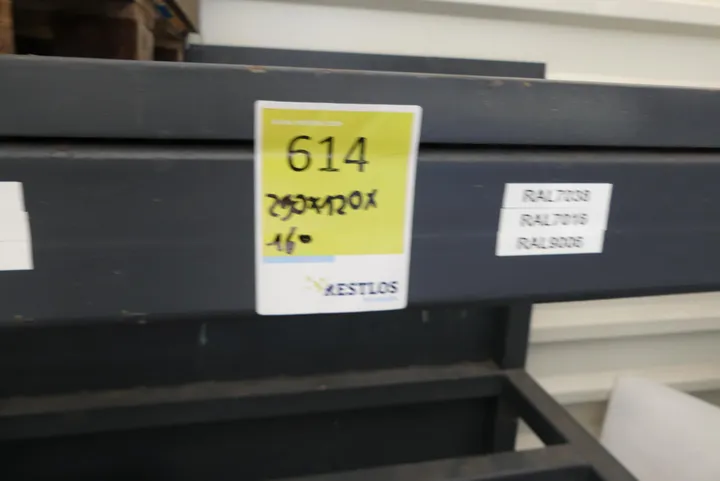 614
250x120x
160
RESTLOS
RAL7038
RAL7016
RAL9006